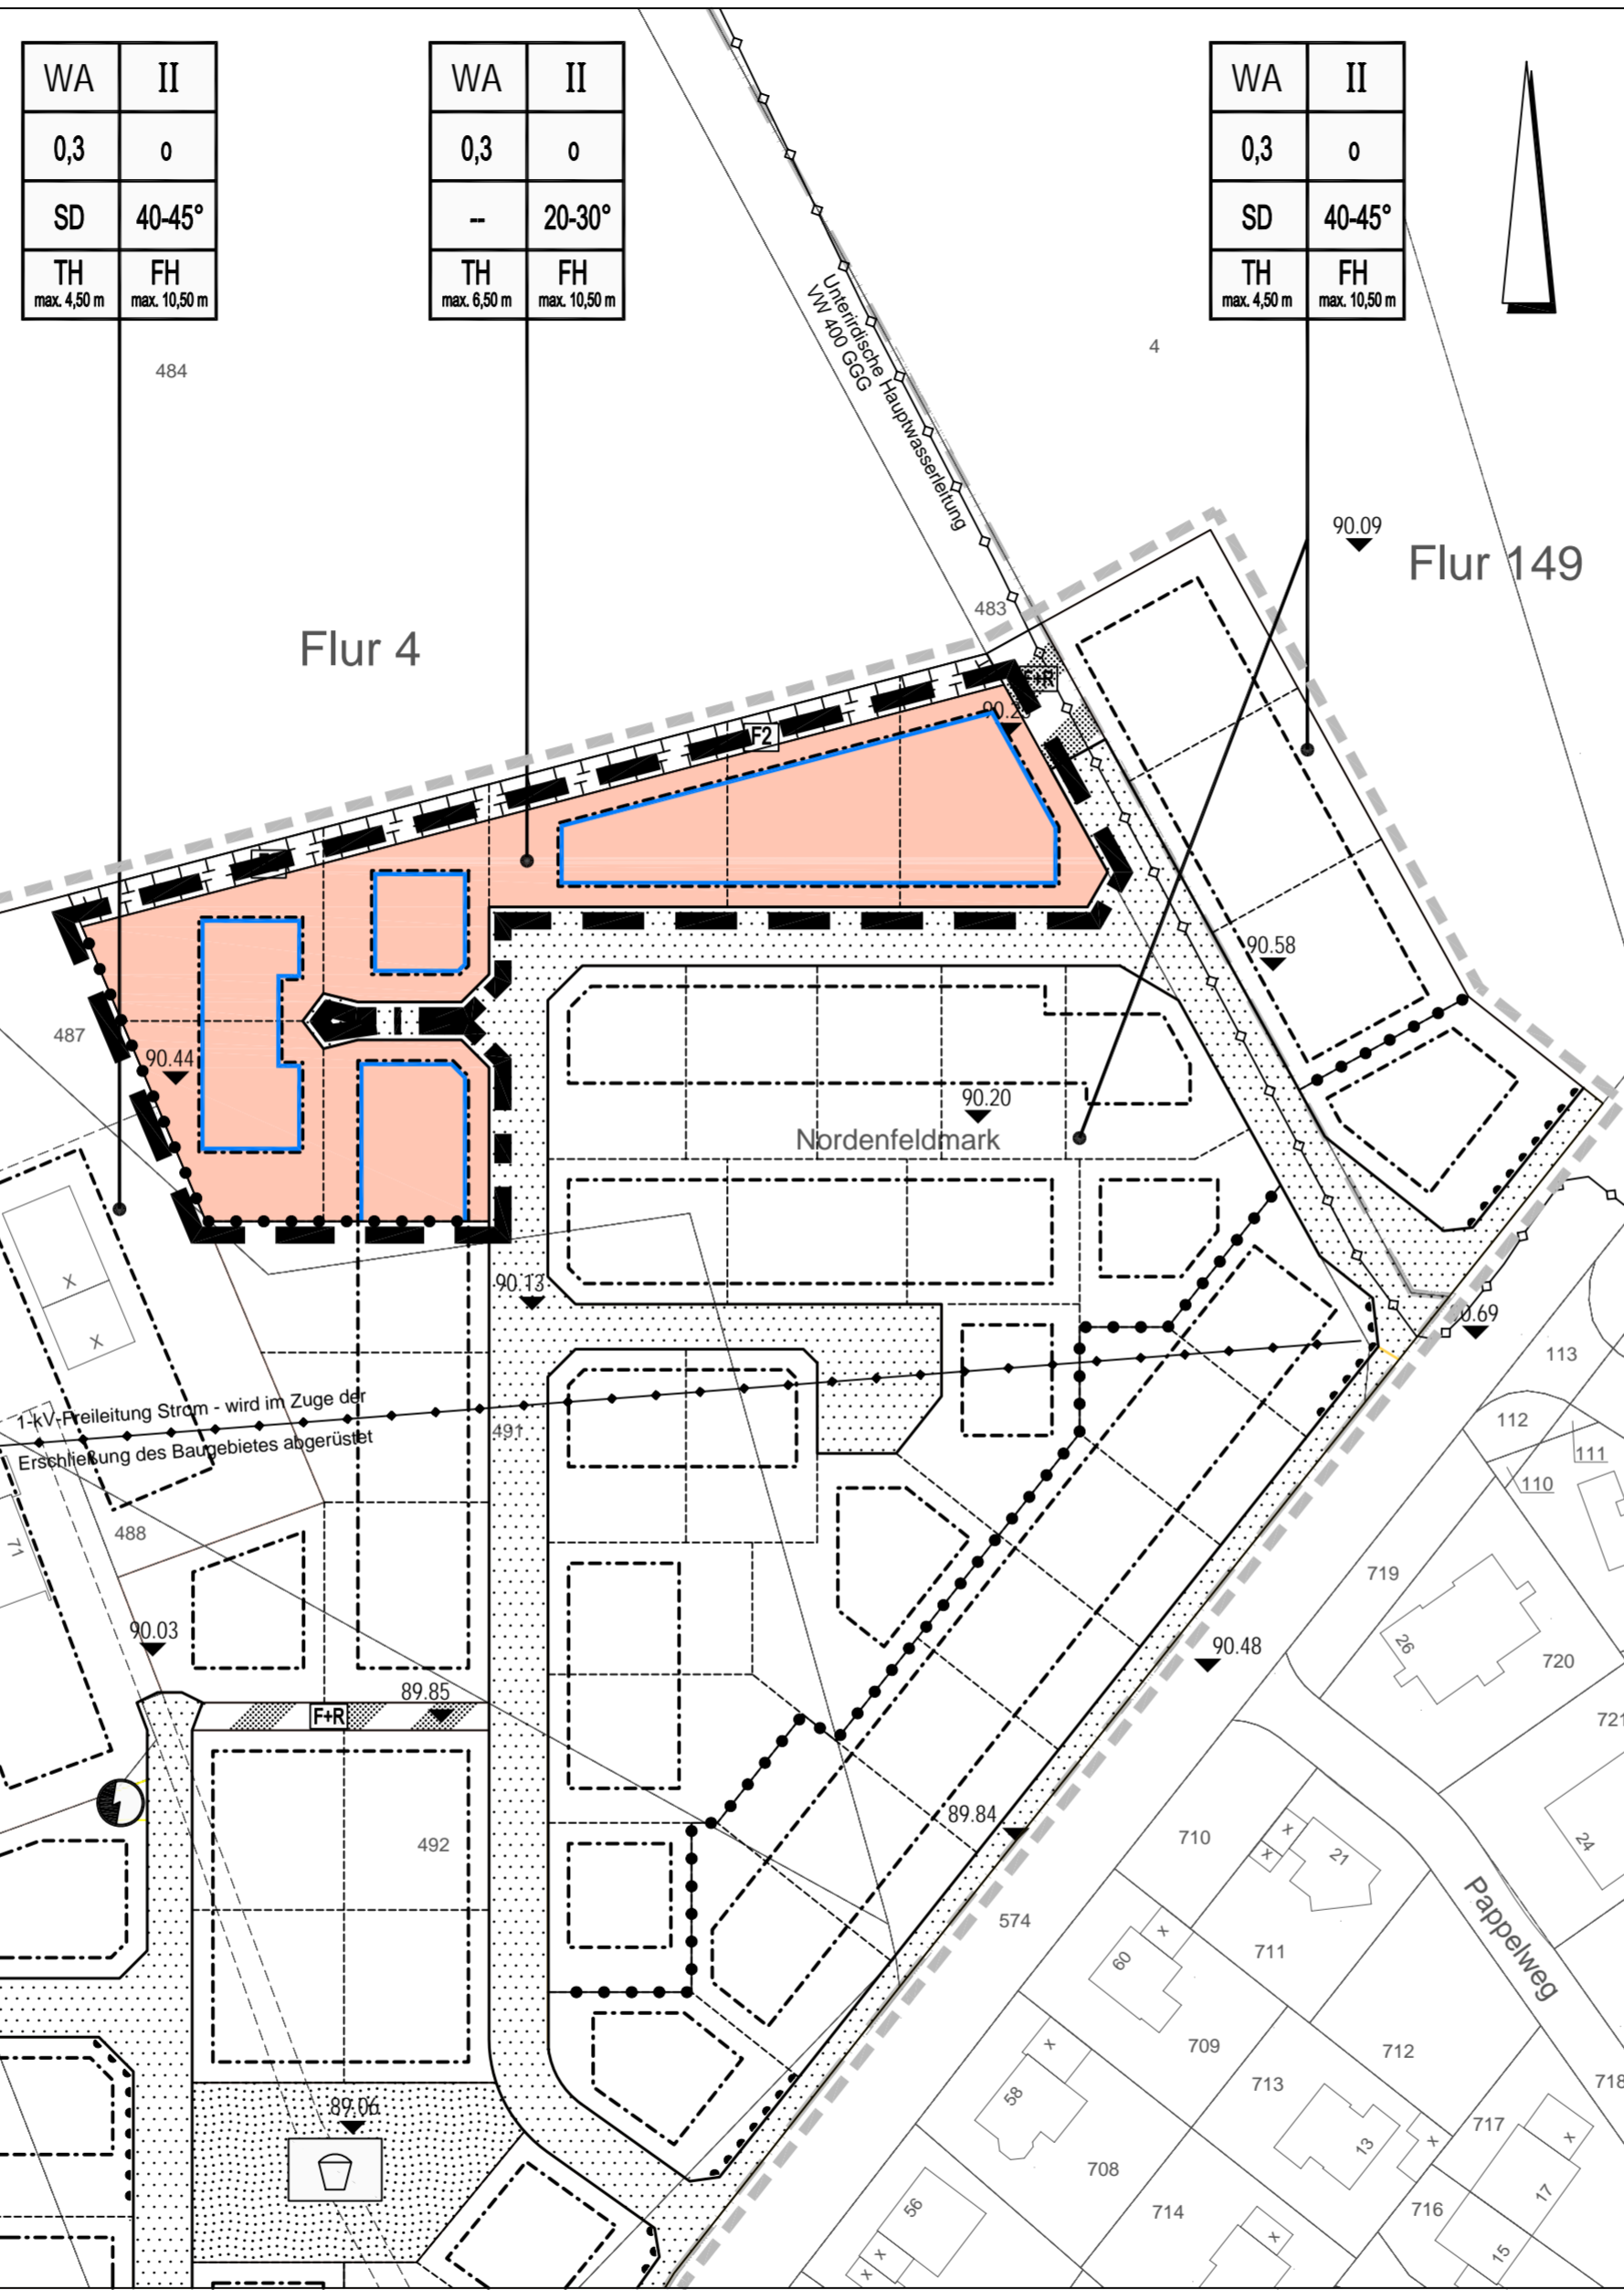 WA II
0,3 o
SD 40-45°
TH FH
max. 4,50 m max. 10,50 m
WA II
0,3 o
-- 20-30°
TH FH
max. 6,50 m max. 10,50 m
WA II
0,3 o
SD 40-45°
TH FH
max. 4,50 m max. 10,50 m
Unterirdische Hauptwasserleitung
VW 400 GGG
484
4
90.09
Flur 149
483
Flur 4
F+R
F2
90.58
487
90.44
90.20
Nordenfeldmark
90.13
113
1-kV-Freileitung Strom - wird im Zuge der
Erschließung des Baugebietes abgerüstet
x
x
491
112
111
110
488
71
719
90.03
26
90.48
720
89.85
F+R
721
492
89.84
710
x
x
21
24
574
Pappelweg
x
60
711
x
709
712
58
713
718
89.06
13
x
717
x
708
17
56
714
716
x
x
x
15